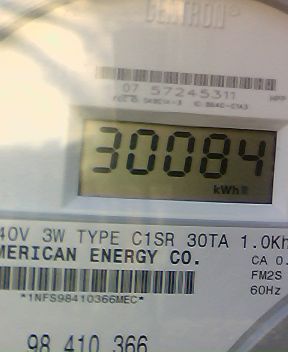 CENTRON®
07 57245311
30084
kWh
40V 3W TYPE C1SR 30TA 1.0Kh
MERICAN ENERGY CO.
CA 0.
FM2S
60Hz
*1NFS98410366MEC*
98 410 366